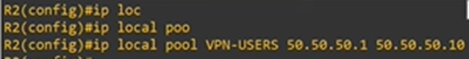 R2(config)#ip loc
R2(config)#ip local poo
R2(config)#ip local pool VPN-USERS 50.50.50.1 50.50.50.10